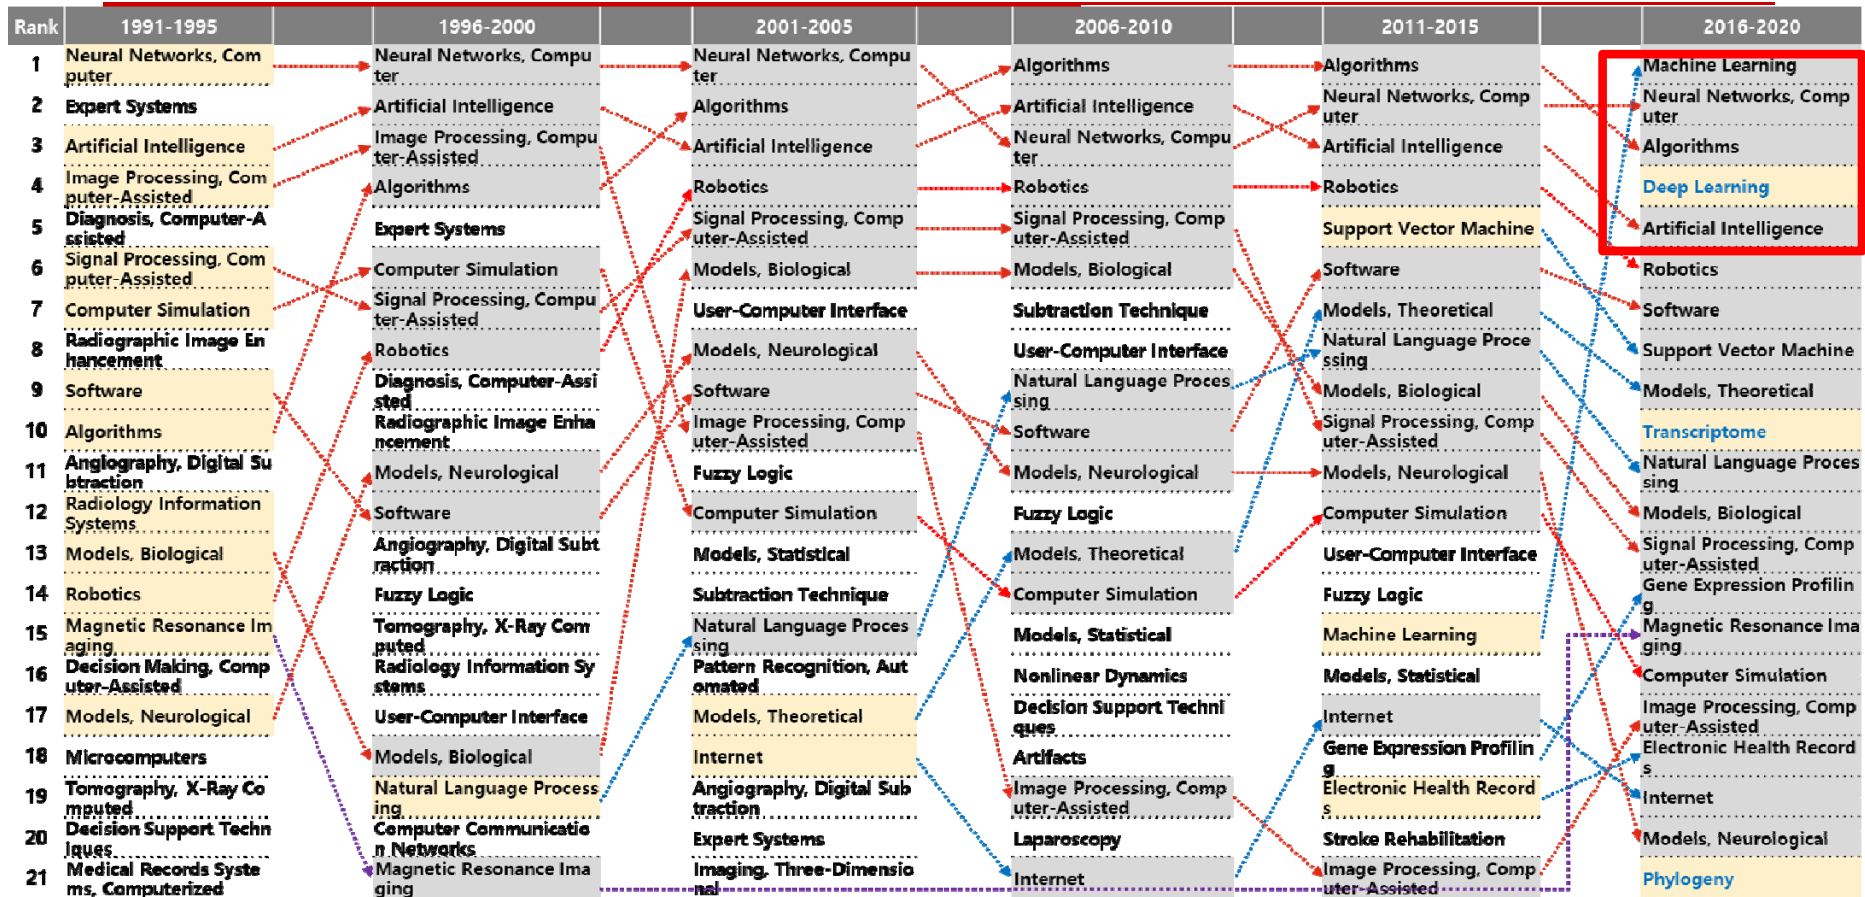 Rank 1991-1995 1996-2000 2001-2005 2006-2010 2011-2015 2016-2020
1 Neural Networks, Com
puter
Neural Networks, Compu
ter
Neural Networks, Compu
ter
Algorithms
Algorithms
Machine Learning
2 Expert Systems
Artificial Intelligence
Algorithms
Artificial Intelligence
Neural Networks, Comp
uter
Neural Networks, Comp
uter
3 Artificial Intelligence
Image Processing, Compu
ter-Assisted
Artificial Intelligence
Neural Networks, Compu
ter
Artificial Intelligence
Algorithms
4 Image Processing, Com
puter-Assisted
Algorithms
Robotics
Robotics
Robotics
Deep Learning
5 Diagnosis, Computer-A
ssisted
Expert Systems
Signal Processing, Comp
uter-Assisted
Signal Processing, Comp
uter-Assisted
Support Vector Machine
Artificial Intelligence
6 Signal Processing, Com
puter-Assisted
Computer Simulation
Models, Biological
Models, Biological
Software
Robotics
7 Computer Simulation
Signal Processing, Compu
ter-Assisted
User-Computer Interface
Subtraction Technique
Models, Theoretical
Software
8 Radiographic Image En
hancement
Robotics
Models, Neurological
User-Computer Interface
Natural Language Proce
ssing
Support Vector Machine
9 Software
Diagnosis, Computer-Assi
sted
Software
Natural Language Proces
sing
Models, Biological
Models, Theoretical
10 Algorithms
Radiographic Image Enha
ncement
Image Processing, Comp
uter-Assisted
Software
Signal Processing, Comp
uter-Assisted
Transcriptome
11 Angiography, Digital Su
btraction
Models, Neurological
Fuzzy Logic
Models, Neurological
Models, Neurological
Natural Language Proces
sing
12 Radiology Information
Systems
Software
Computer Simulation
Fuzzy Logic
Computer Simulation
Models, Biological
13 Models, Biological
Angiography, Digital Subt
raction
Models, Statistical
Models, Theoretical
User-Computer Interface
Signal Processing, Comp
uter-Assisted
14 Robotics
Fuzzy Logic
Subtraction Technique
Computer Simulation
Fuzzy Logic
Gene Expression Profilin
g
15 Magnetic Resonance Im
aging
Tomography, X-Ray Com
puted
Natural Language Proces
sing
Models, Statistical
Machine Learning
Magnetic Resonance Ima
ging
16 Decision Making, Comp
uter-Assisted
Radiology Information Sy
stems
Pattern Recognition, Aut
omated
Nonlinear Dynamics
Models, Statistical
Computer Simulation
17 Models, Neurological
User-Computer Interface
Models, Theoretical
Decision Support Techni
ques
Internet
Image Processing, Comp
uter-Assisted
18 Microcomputers
Models, Biological
Internet
Artifacts
Gene Expression Profilin
g
Electronic Health Record
s
19 Tomography, X-Ray Co
mputed
Natural Language Process
ing
Angiography, Digital Sub
traction
Image Processing, Comp
uter-Assisted
Electronic Health Record
s
Internet
20 Decision Support Techn
iques
Computer Communicatio
n Networks
Expert Systems
Laparoscopy
Stroke Rehabilitation
Models, Neurological
21 Medical Records Syste
ms, Computerized
Magnetic Resonance Ima
ging
Imaging, Three-Dimensio
nal
Internet
Image Processing, Comp
uter-Assisted
Phylogeny